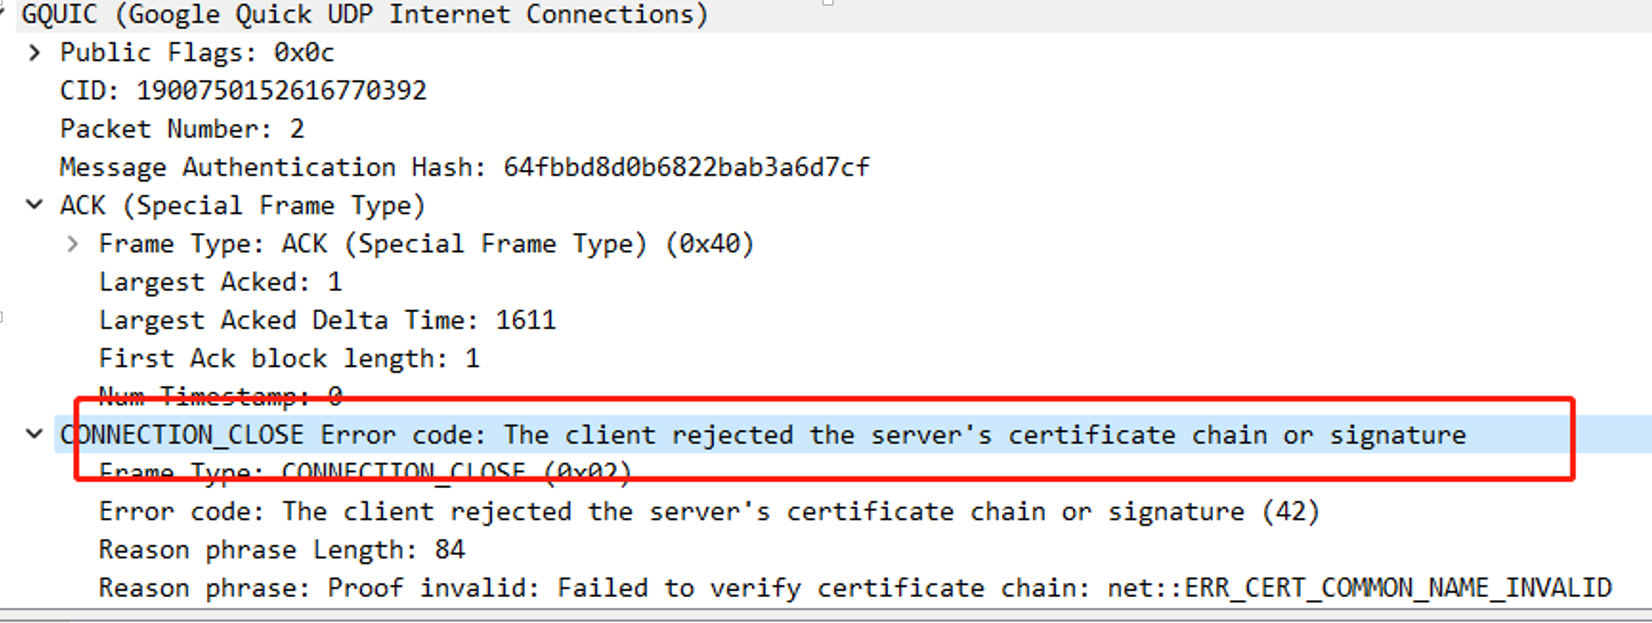 GQUIC (Google Quick UDP Internet Connections)
Public Flags: 0x0c
CID: 1900750152616770392
Packet Number: 2
Message Authentication Hash: 64fbbd8d0b6822bab3a6d7cf
ACK (Special Frame Type)
Frame Type: ACK (Special Frame Type) (0x40)
Largest Acked: 1
Largest Acked Delta Time: 1611
First Ack block length: 1
Num Timestamp: 0
CONNECTION_CLOSE Error code: The client rejected the server's certificate chain or signature
Frame Type: CONNECTION_CLOSE (0x02)
Error code: The client rejected the server's certificate chain or signature (42)
Reason phrase Length: 84
Reason phrase: Proof invalid: Failed to verify certificate chain: net::ERR_CERT_COMMON_NAME_INVALID